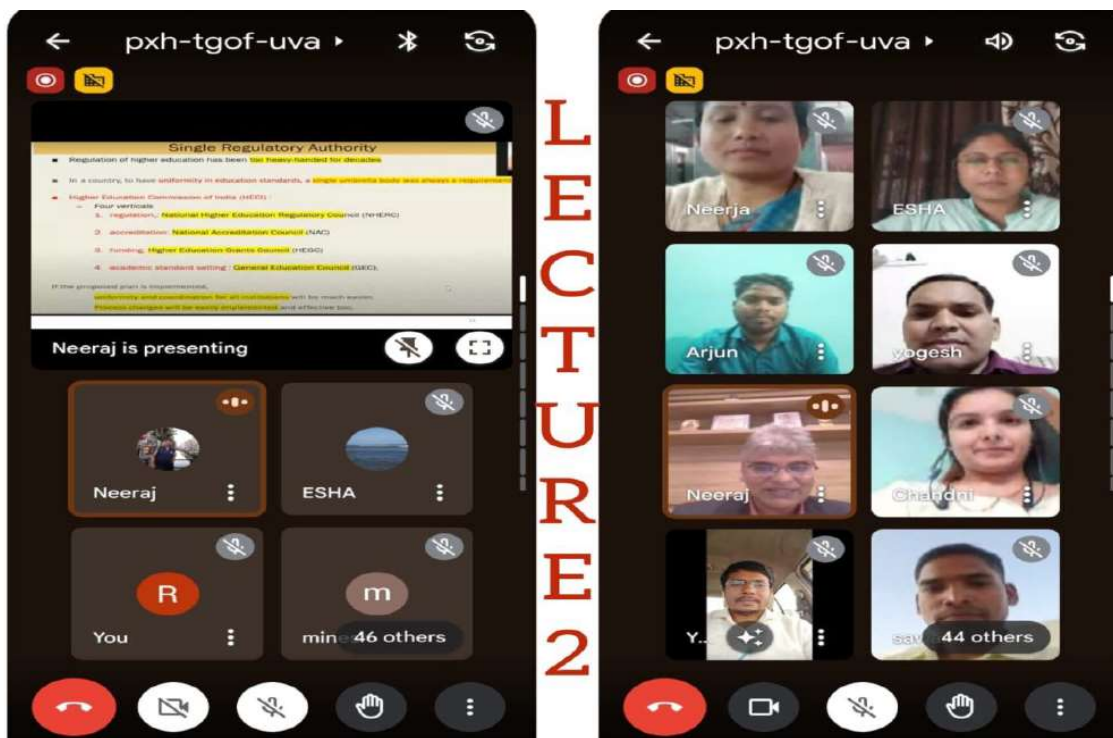 pxh-tgof-uva
Single Regulatory Authority
Regulation of higher education has been too heavy-handed for decades
In a country, to have uniformity in education standards, a single umbrella body was always a requirement
Higher Education Commission of India (HECI) :
– Four verticals
1. regulation,: National Higher Education Regulatory Council (NHERC)
2. accreditation: National Accreditation Council (NAC)
3. funding: Higher Education Grants Council (HEGC)
4. academic standard setting : General Education Council (GEC).
If the proposed plan is implemented,
uniformity and coordination for all institutions will be much easier.
Process changes will be easily implemented and effective too.
Neeraj is presenting
Neeraj
ESHA
R
You
m
mine
46 others
LECTURE 2
pxh-tgof-uva
Neerja
ESHA
Arjun
yogesh
Neeraj
Chandni
Y...
44 others